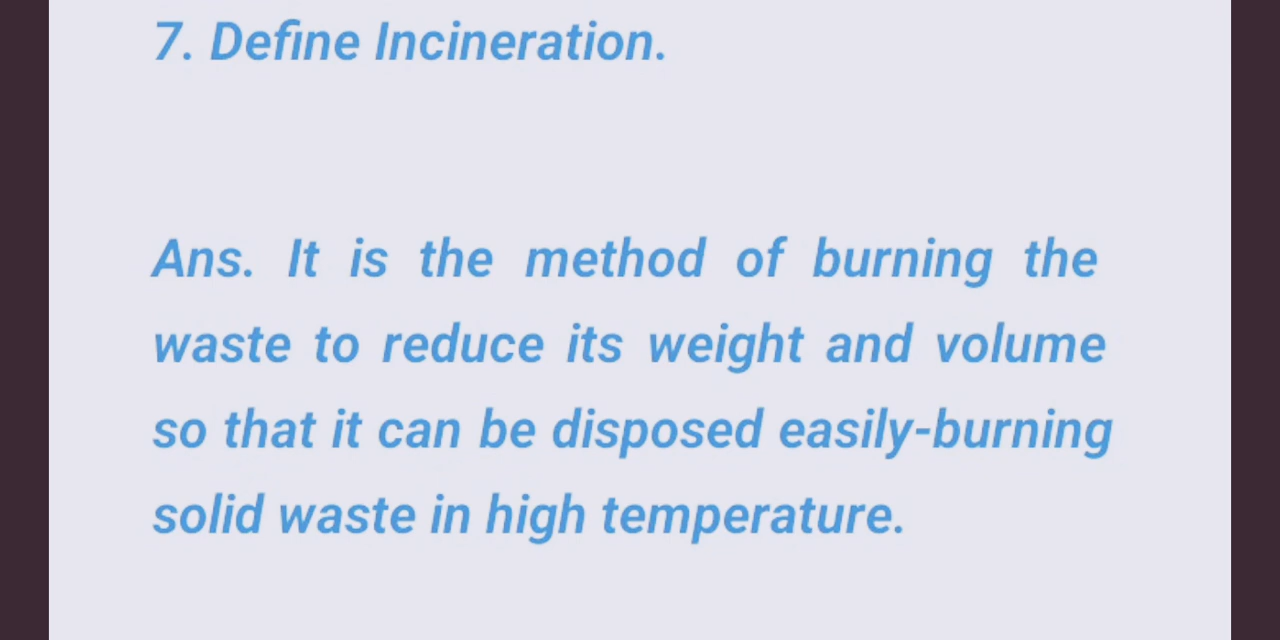 7. Define Incineration.
Ans. It is the method of burning the
waste to reduce its weight and volume
so that it can be disposed easily-burning
solid waste in high temperature.